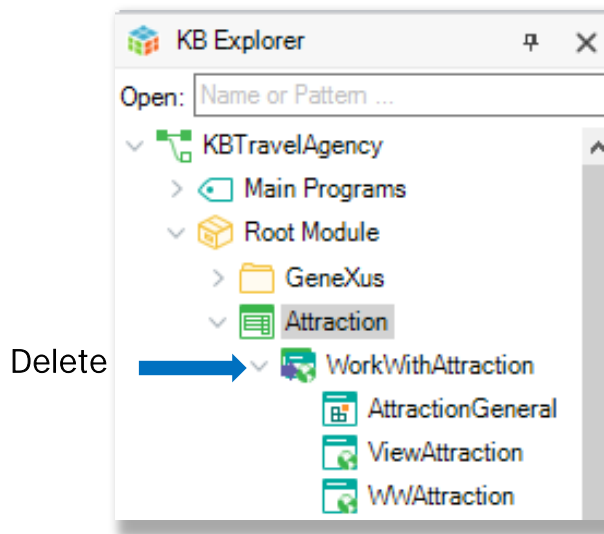 KB Explorer
Open: Name or Pattern ...
KBTravelAgency
Main Programs
Root Module
GeneXus
Attraction
Delete
WorkWithAttraction
AttractionGeneral
ViewAttraction
WWAttraction